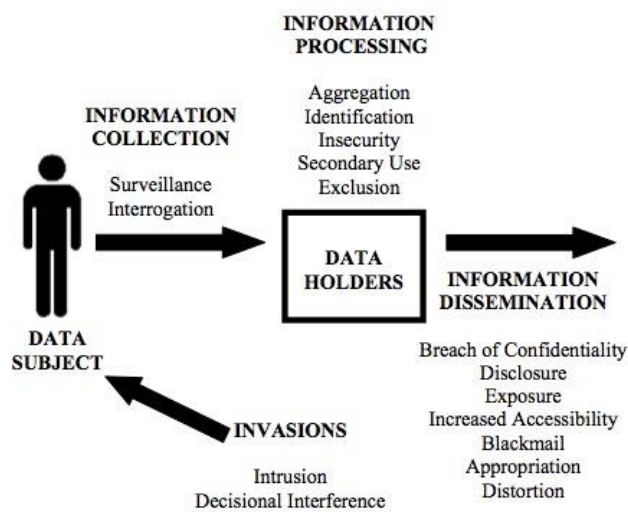 INFORMATION
PROCESSING
Aggregation
Identification
Insecurity
Secondary Use
Exclusion
INFORMATION
COLLECTION
Surveillance
Interrogation
DATA
HOLDERS
INFORMATION
DISSEMINATION
Breach of Confidentiality
Disclosure
Exposure
Increased Accessibility
Blackmail
Appropriation
Distortion
DATA
SUBJECT
INVASIONS
Intrusion
Decisional Interference